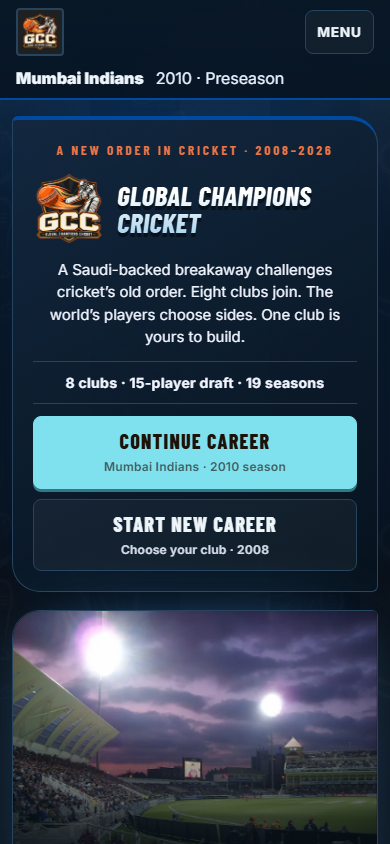 GCC
MENU
Mumbai Indians 2010 · Preseason
A NEW ORDER IN CRICKET · 2008–2026
GCC
GLOBAL CHAMPIONS CRICKET
GLOBAL CHAMPIONS
CRICKET
A Saudi-backed breakaway challenges
cricket’s old order. Eight clubs join. The
world’s players choose sides. One club is
yours to build.
8 clubs · 15-player draft · 19 seasons
CONTINUE CAREER
Mumbai Indians · 2010 season
START NEW CAREER
Choose your club · 2008